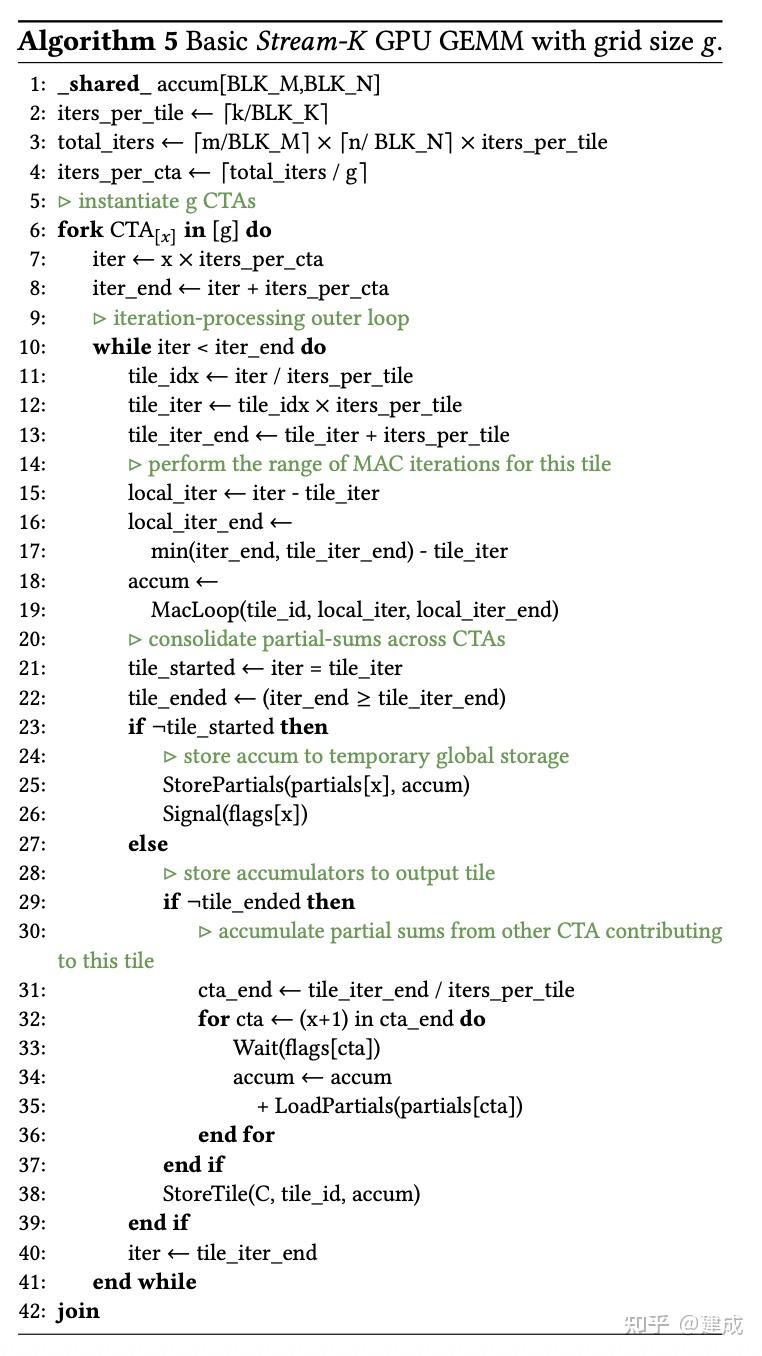 Algorithm 5 Basic Stream-K GPU GEMM with grid size g.
1: _shared_ accum[BLK_M,BLK_N]
2: iters_per_tile ← ⌈k/BLK_K⌉
3: total_iters ← ⌈m/BLK_M⌉ × ⌈n/ BLK_N⌉ × iters_per_tile
4: iters_per_cta ← ⌈total_iters / g⌉
5: ▷ instantiate g CTAs
6: fork CTA[x] in [g] do
7: iter ← x × iters_per_cta
8: iter_end ← iter + iters_per_cta
9: ▷ iteration-processing outer loop
10: while iter < iter_end do
11: tile_idx ← iter / iters_per_tile
12: tile_iter ← tile_idx × iters_per_tile
13: tile_iter_end ← tile_iter + iters_per_tile
14: ▷ perform the range of MAC iterations for this tile
15: local_iter ← iter - tile_iter
16: local_iter_end ←
17: min(iter_end, tile_iter_end) - tile_iter
18: accum ←
19: MacLoop(tile_id, local_iter, local_iter_end)
20: ▷ consolidate partial-sums across CTAs
21: tile_started ← iter = tile_iter
22: tile_ended ← (iter_end ≥ tile_iter_end)
23: if ¬tile_started then
24: ▷ store accum to temporary global storage
25: StorePartials(partials[x], accum)
26: Signal(flags[x])
27: else
28: ▷ store accumulators to output tile
29: if ¬tile_ended then
30: ▷ accumulate partial sums from other CTA contributing
to this tile
31: cta_end ← tile_iter_end / iters_per_tile
32: for cta ← (x+1) in cta_end do
33: Wait(flags[cta])
34: accum ← accum
35: + LoadPartials(partials[cta])
36: end for
37: end if
38: StoreTile(C, tile_id, accum)
39: end if
40: iter ← tile_iter_end
41: end while
42: join
知乎 @建成